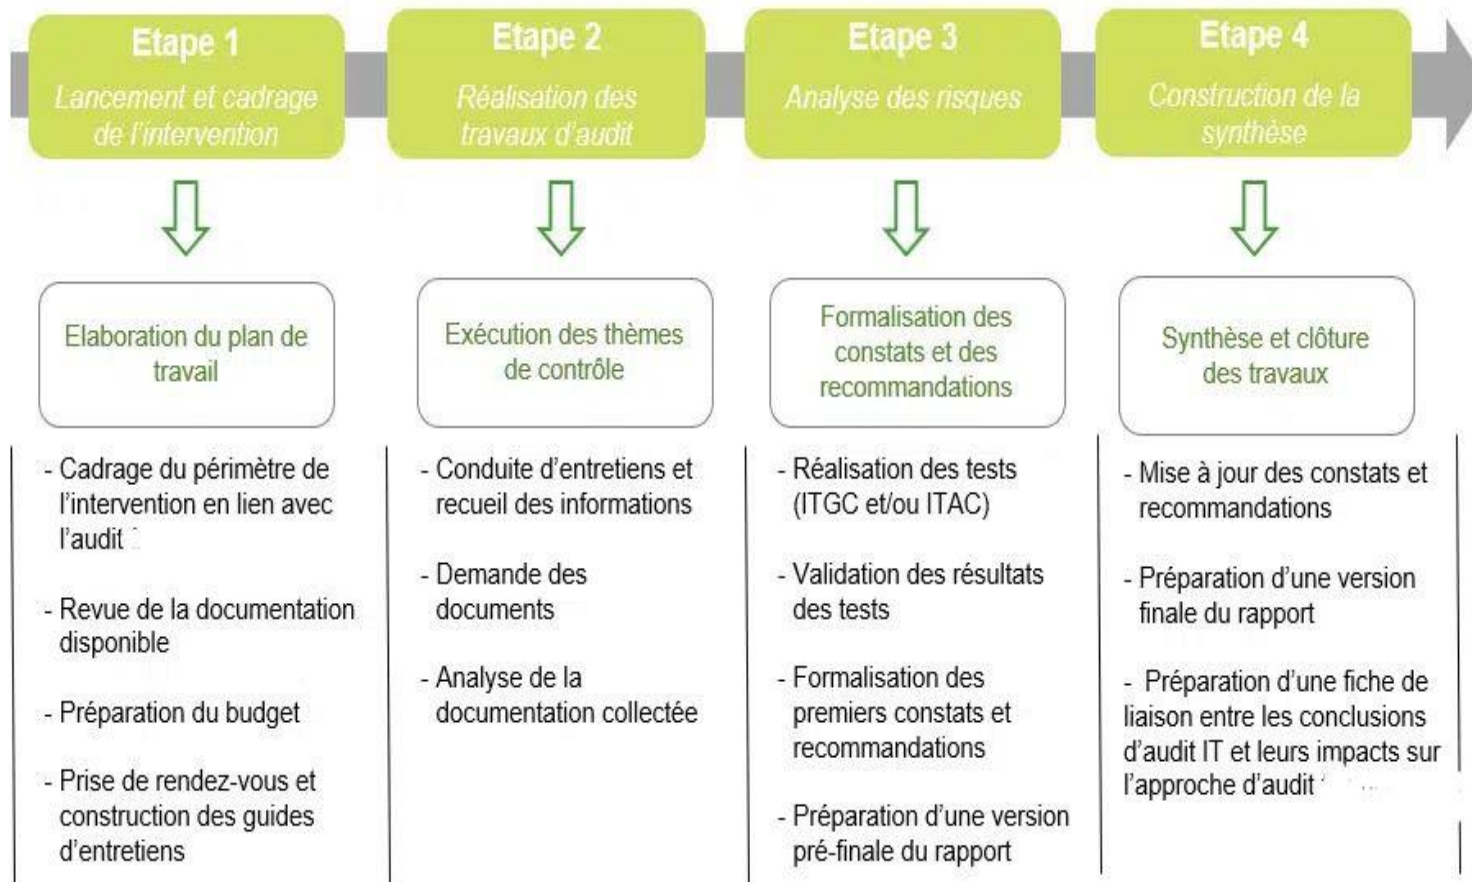 Etape 1
Lancement et cadrage
de l'intervention
Etape 2
Réalisation des
travaux d'audit
Etape 3
Analyse des risques
Etape 4
Construction de la
synthèse
Elaboration du plan de
travail
Exécution des thèmes
de contrôle
Formalisation des
constats et des
recommandations
Synthèse et clôture
des travaux
- Cadrage du périmètre de
l'intervention en lien avec
l'audit
- Revue de la documentation
disponible
- Préparation du budget
- Prise de rendez-vous et
construction des guides
d'entretiens
- Conduite d'entretiens et
recueil des informations
- Demande des
documents
- Analyse de la
documentation collectée
- Réalisation des tests
(ITGC et/ou ITAC)
- Validation des résultats
des tests
- Formalisation des
premiers constats et
recommandations
- Préparation d'une version
pré-finale du rapport
- Mise à jour des constats et
recommandations
- Préparation d'une version
finale du rapport
- Préparation d'une fiche de
liaison entre les conclusions
d'audit IT et leurs impacts sur
l'approche d'audit